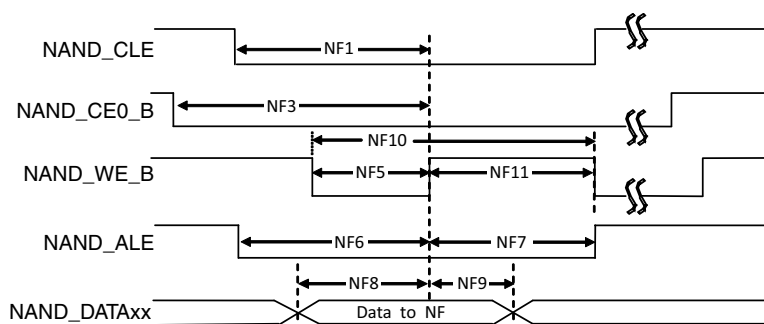 NAND_CLE
NF1
NAND_CE0_B
NF3
NF10
NAND_WE_B
NF5
NF11
NAND_ALE
NF6
NF7
NF8
NF9
NAND_DATAxx
Data to NF